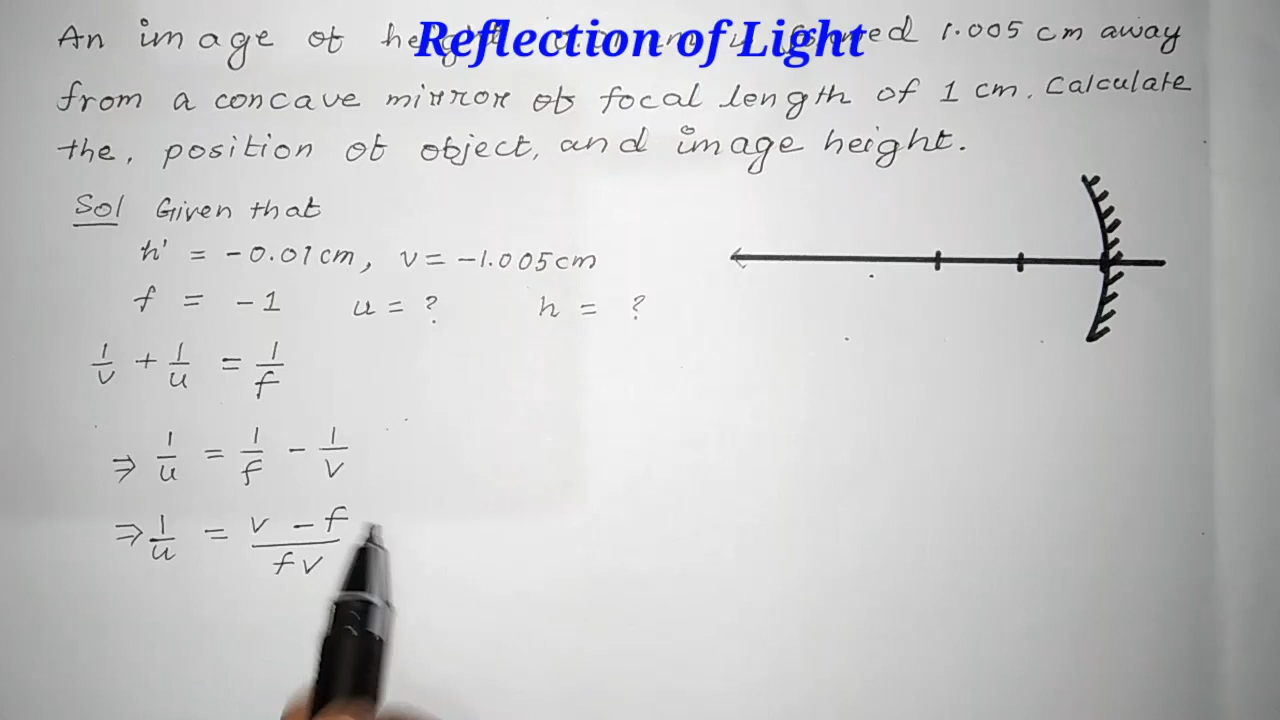 Reflection of Light
An image of 1.005 cm away
from a concave mirror of focal length of 1 cm. Calculate
the, position of object, and image height.
Sol Given that
h' = -0.01cm, v = -1.005cm
f = -1 u = ? h = ?
1/v + 1/u = 1/f
⇒ 1/u = 1/f - 1/v
⇒ 1/u = v - f / fv